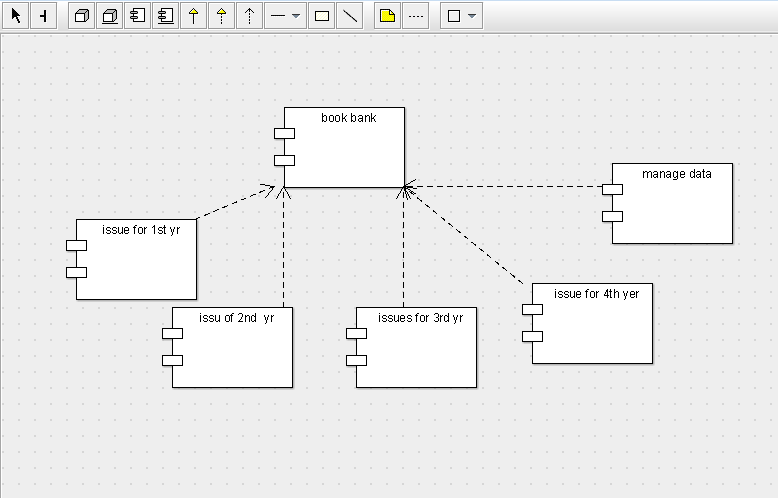 book bank
manage data
issue for 1st yr
issue for 4th yer
issu of 2nd  yr
issues for 3rd yr